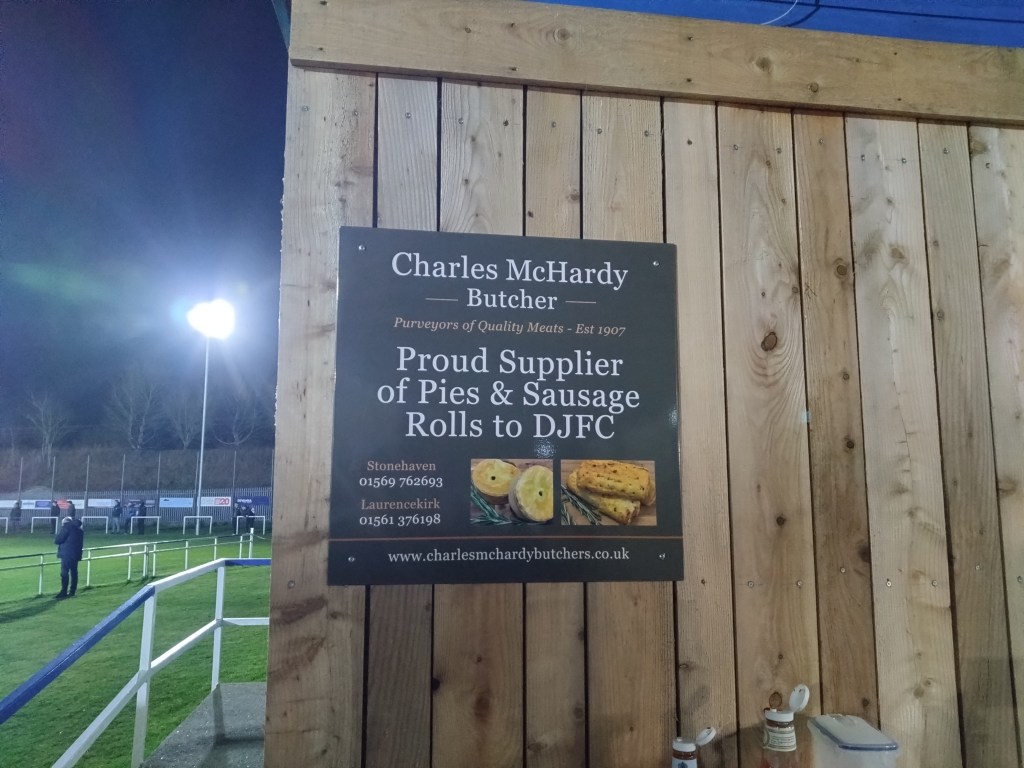 Charles McHardy
Butcher
Purveyors of Quality Meats - Est 1907
Proud Supplier
of Pies & Sausage
Rolls to DJFC
Stonehaven
01569 762693
Laurencekirk
01561 376198
www.charlesmchardybutchers.co.uk